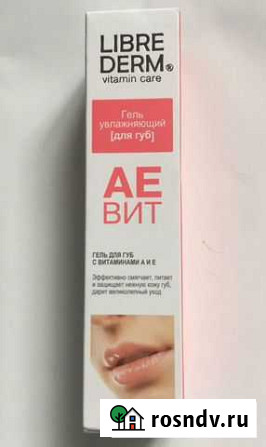 LIBRE
DERM®
vitamin care
Гель
увлажняющий
[для губ]
АЕ
ВИТ
ГЕЛЬ ДЛЯ ГУБ
С ВИТАМИНАМИ А И Е
Эффективно смягчает, питает
и защищает нежную кожу губ,
дарит великолепный уход
rosndv.ru